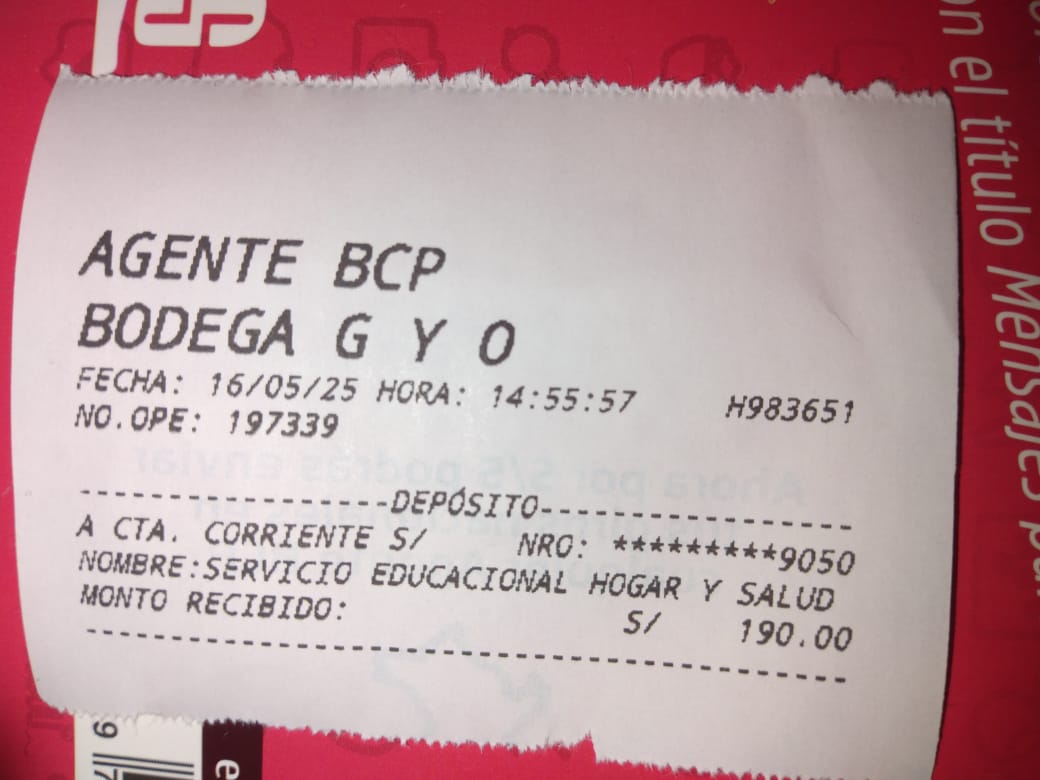 AGENTE BCP
BODEGA G Y O
FECHA: 16/05/25 HORA: 14:55:57 H983651
NO.OPE: 197339
-----------------DEPÓSITO-----------------
A CTA. CORRIENTE S/ NRO: *********9050
NOMBRE:SERVICIO EDUCACIONAL HOGAR Y SALUD
MONTO RECIBIDO: S/ 190.00
------------------------------------------
on el título Mensajes